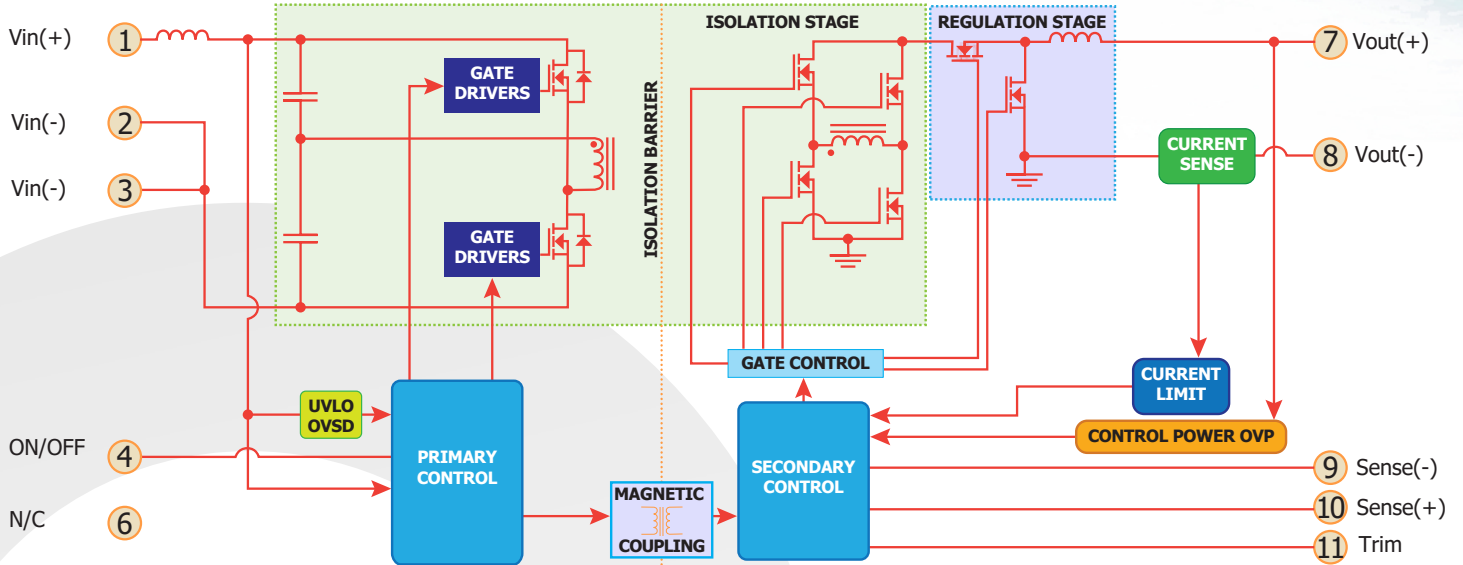 ISOLATION STAGE
REGULATION STAGE
Vin(+)
1
7
Vout(+)
GATE
DRIVERS
Vin(-)
2
ISOLATION BARRIER
CURRENT
SENSE
8
Vout(-)
Vin(-)
3
GATE
DRIVERS
GATE CONTROL
CURRENT
LIMIT
UVLO
OVSD
CONTROL POWER OVP
ON/OFF
4
PRIMARY
CONTROL
SECONDARY
CONTROL
9
Sense(-)
MAGNETIC
COUPLING
10
Sense(+)
N/C
6
11
Trim